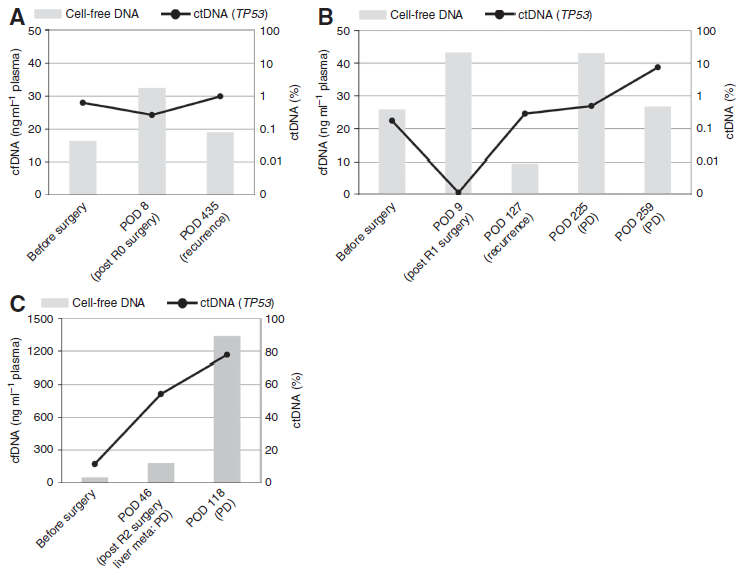 A
Cell-free DNA
ctDNA (TP53)
cfDNA (ng ml⁻¹ plasma)
50
40
30
20
10
0
100
10
1
0.1
0.01
0
ctDNA (%)
Before surgery
POD 8
(post R0 surgery)
POD 435
(recurrence)
B
Cell-free DNA
ctDNA (TP53)
cfDNA (ng ml⁻¹ plasma)
50
40
30
20
10
0
100
10
1
0.1
0.01
0
ctDNA (%)
Before surgery
POD 9
(post R1 surgery)
POD 127
(recurrence)
POD 225
(PD)
POD 259
(PD)
C
Cell-free DNA
ctDNA (TP53)
cfDNA (ng ml⁻¹ plasma)
1500
1200
900
600
300
0
100
80
60
40
20
0
ctDNA (%)
Before surgery
POD 46
(post R2 surgery
liver meta: PD)
POD 118
(PD)